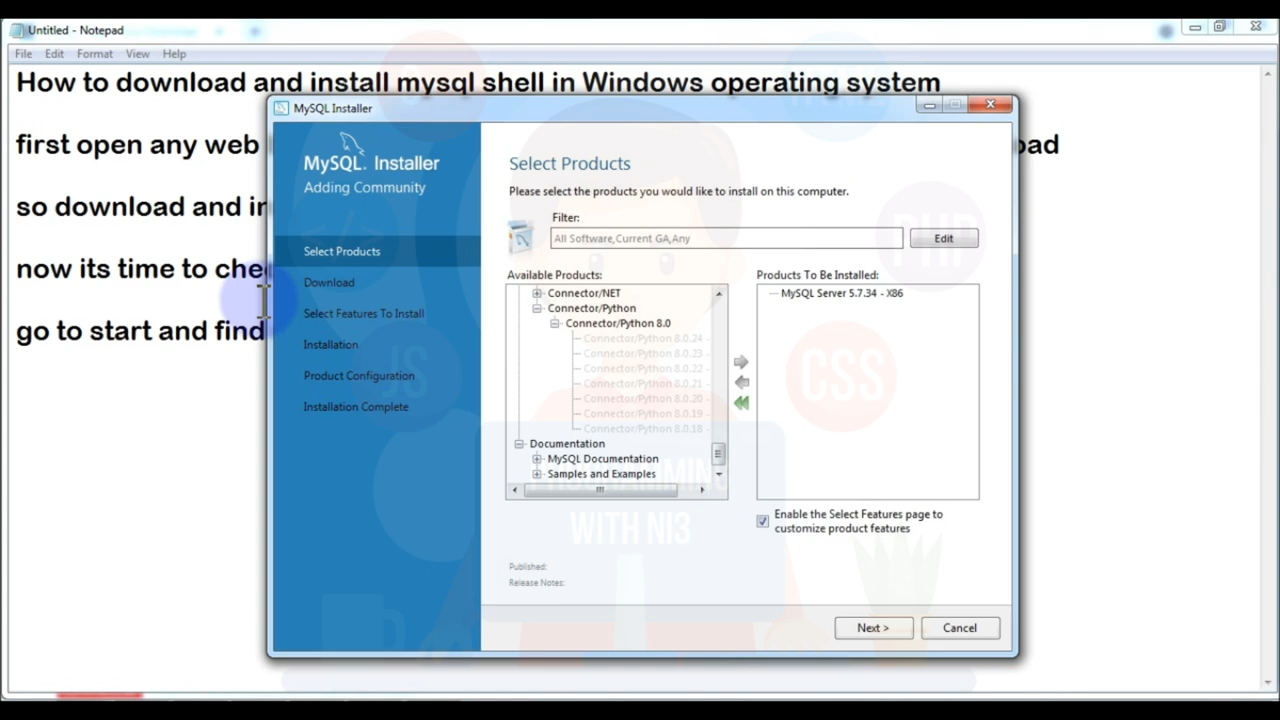 Untitled - Notepad
File Edit Format View Help
How to download and install mysql shell in Windows operating system
first open any web
so download and in
now its time to che
go to start and find
MySQL Installer
MySQL. Installer
Adding Community
Select Products
Download
Select Features To Install
Installation
Product Configuration
Installation Complete
Select Products
Please select the products you would like to install on this computer.
Filter:
All Software,Current GA,Any
Edit
Available Products:
Connector/NET
Connector/Python
Connector/Python 8.0
Connector/Python 8.0.24 -
Connector/Python 8.0.23 -
Connector/Python 8.0.22 -
Connector/Python 8.0.21 -
Connector/Python 8.0.20 -
Connector/Python 8.0.19 -
Connector/Python 8.0.18 -
Documentation
MySQL Documentation
Samples and Examples
Products To Be Installed:
MySQL Server 5.7.34 - X86
Enable the Select Features page to
customize product features
Published:
Release Notes:
Next >
Cancel
PHP
JS
CSS
PROGRAMMING
WITH NI3